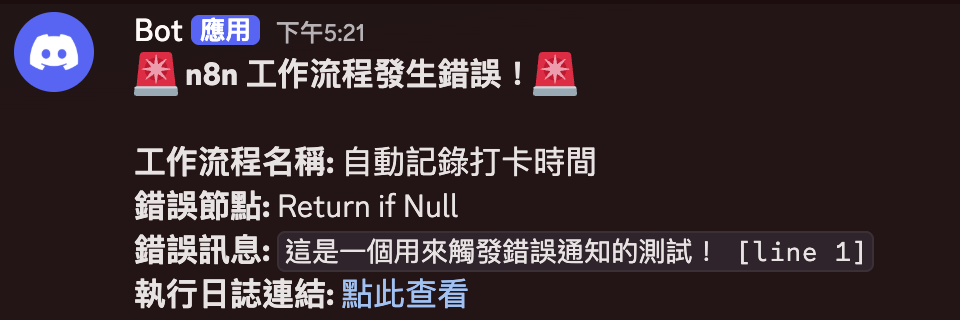 Bot 應用 下午5:21
🚨 n8n 工作流程發生錯誤！🚨
工作流程名稱: 自動記錄打卡時間
錯誤節點: Return if Null
錯誤訊息: 這是一個用來觸發錯誤通知的測試！ [line 1]
執行日誌連結: 點此查看